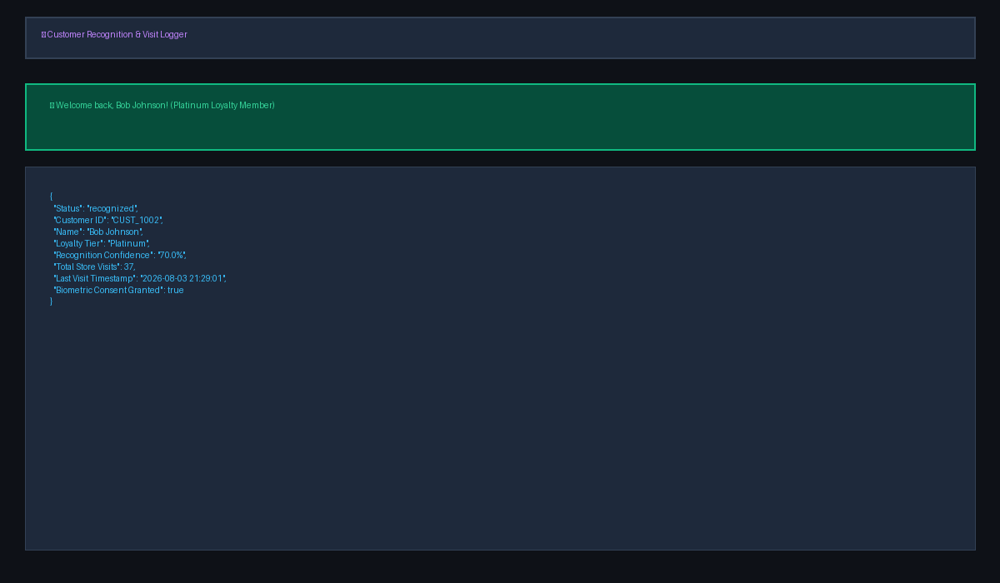 Customer Recognition & Visit Logger
Welcome back, Bob Johnson! (Platinum Loyalty Member)
{
"Status": "recognized",
"Customer ID": "CUST_1002",
"Name": "Bob Johnson",
"Loyalty Tier": "Platinum",
"Recognition Confidence": "70.0%",
"Total Store Visits": 37,
"Last Visit Timestamp": "2026-08-03 21:29:01",
"Biometric Consent Granted": true
}